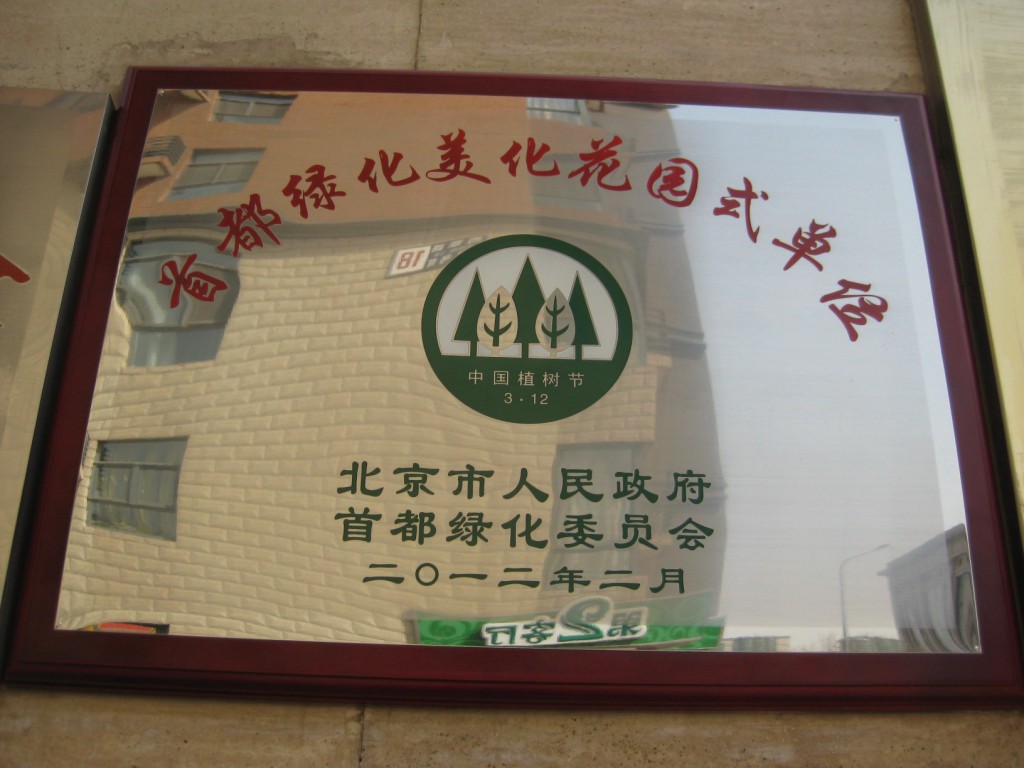 首都绿化美化花园式单位
中国植树节
3·12
北京市人民政府
首都绿化委员会
二〇一二年二月
18